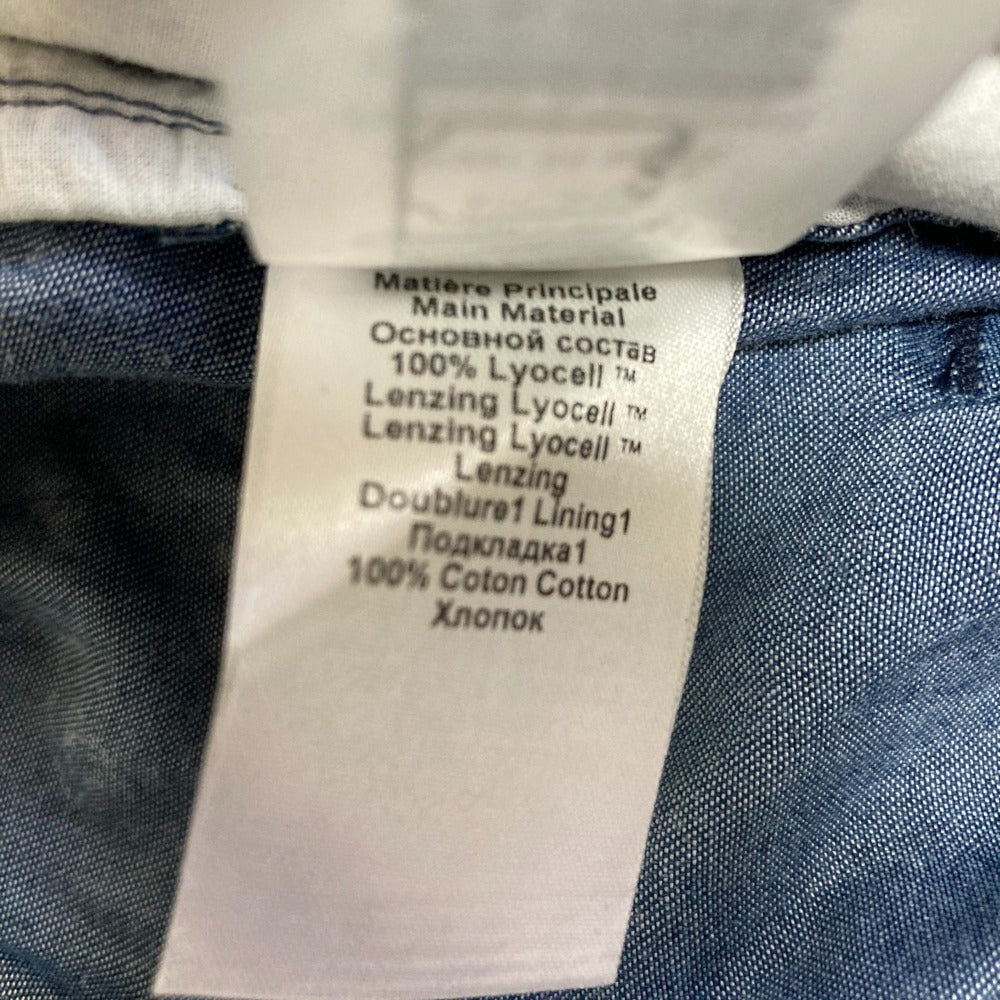 Matière Principale
Main Material
Основной состав
100% Lyocell ™
Lenzing Lyocell ™
Lenzing Lyocell ™
Lenzing
Doublure1 Lining1
Подкладка1
100% Coton Cotton
Хлопок